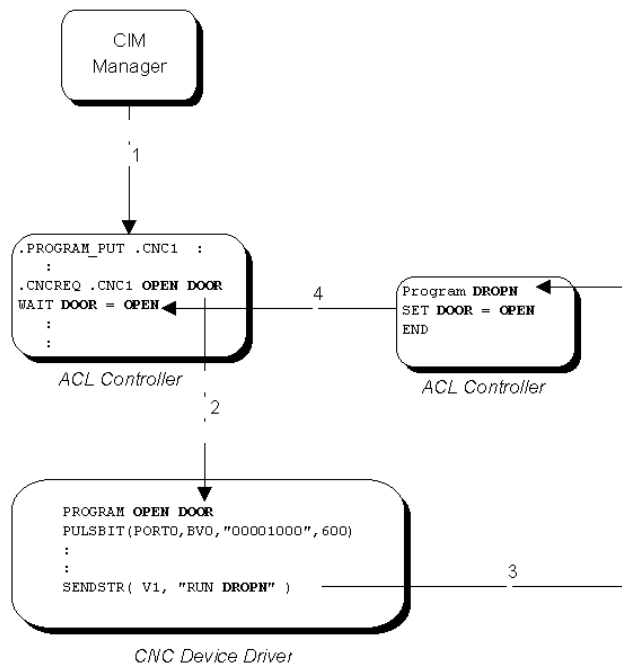 CIM
Manager
1
.PROGRAM_PUT .CNC1 :
:
.CNCREQ .CNC1 OPEN DOOR
WAIT DOOR = OPEN
:
:
ACL Controller
4
Program DROPN
SET DOOR = OPEN
END
ACL Controller
2
PROGRAM OPEN DOOR
PULSBIT(PORT0,BV0,"00001000",600)
:
:
SENDSTR( V1, "RUN DROPN" )
3
CNC Device Driver